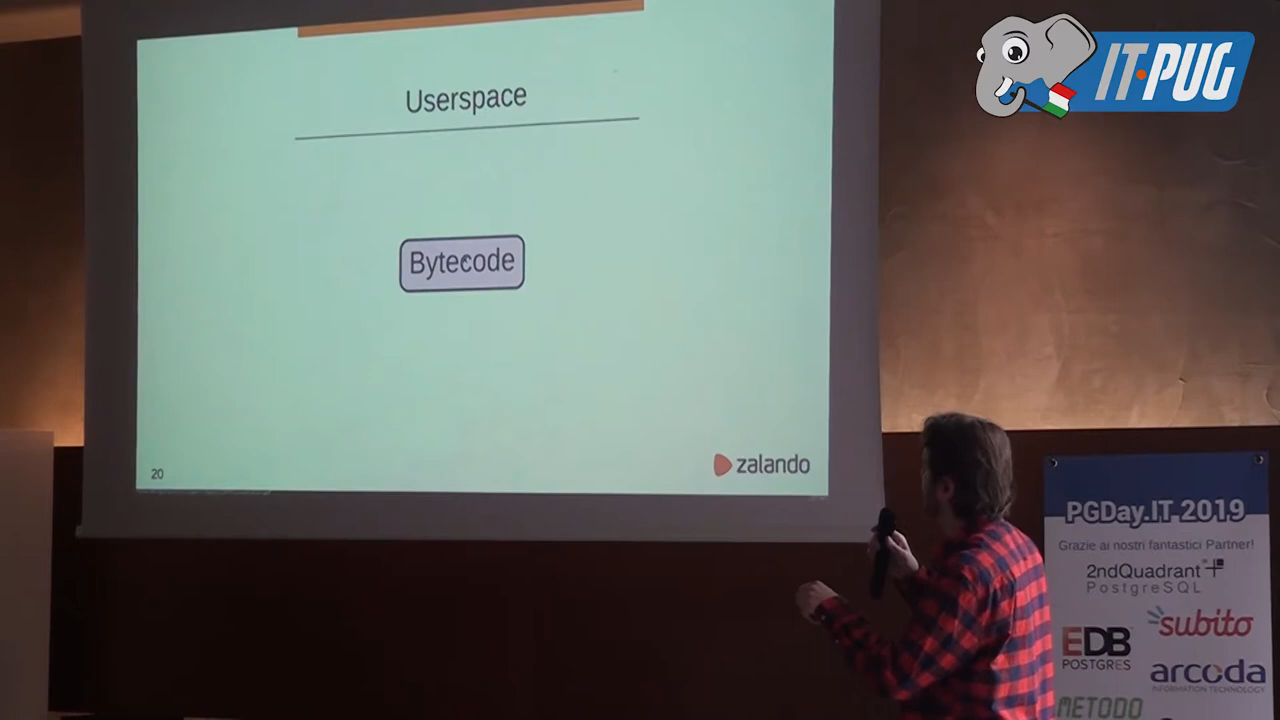 Userspace
Bytecode
20
zalando
IT·PUG
PGDay.IT 2019
Grazie ai nostri fantastici Partner!
2ndQuadrant
PostgreSQL
subito
EDB
POSTGRES
arcoda
INFORMATION TECHNOLOGY
METODO